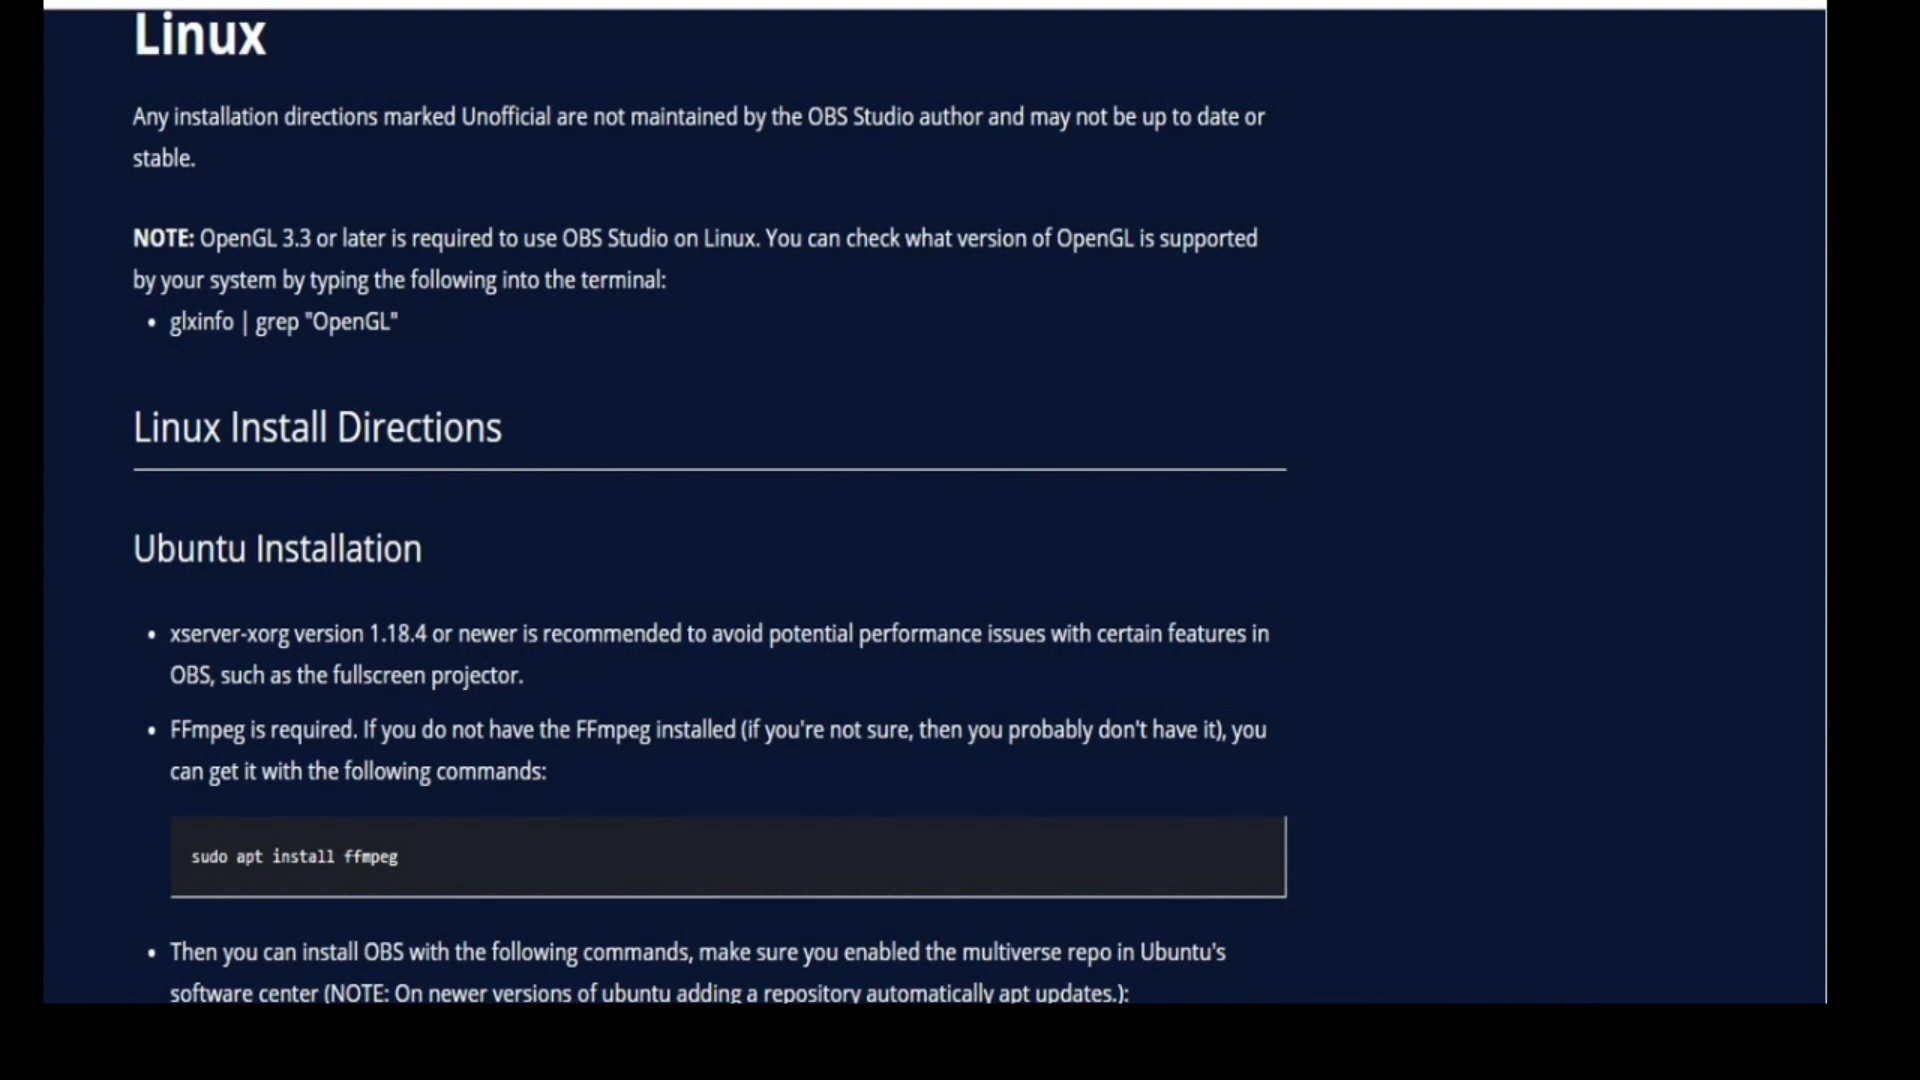 Linux
Any installation directions marked Unofficial are not maintained by the OBS Studio author and may not be up to date or
stable.
NOTE: OpenGL 3.3 or later is required to use OBS Studio on Linux. You can check what version of OpenGL is supported
by your system by typing the following into the terminal:
• glxinfo | grep "OpenGL"
Linux Install Directions
Ubuntu Installation
• xserver-xorg version 1.18.4 or newer is recommended to avoid potential performance issues with certain features in
OBS, such as the fullscreen projector.
• FFmpeg is required. If you do not have the FFmpeg installed (if you're not sure, then you probably don't have it), you
can get it with the following commands:
sudo apt install ffmpeg
• Then you can install OBS with the following commands, make sure you enabled the multiverse repo in Ubuntu's
software center (NOTE: On newer versions of ubuntu adding a repository automatically apt updates.):